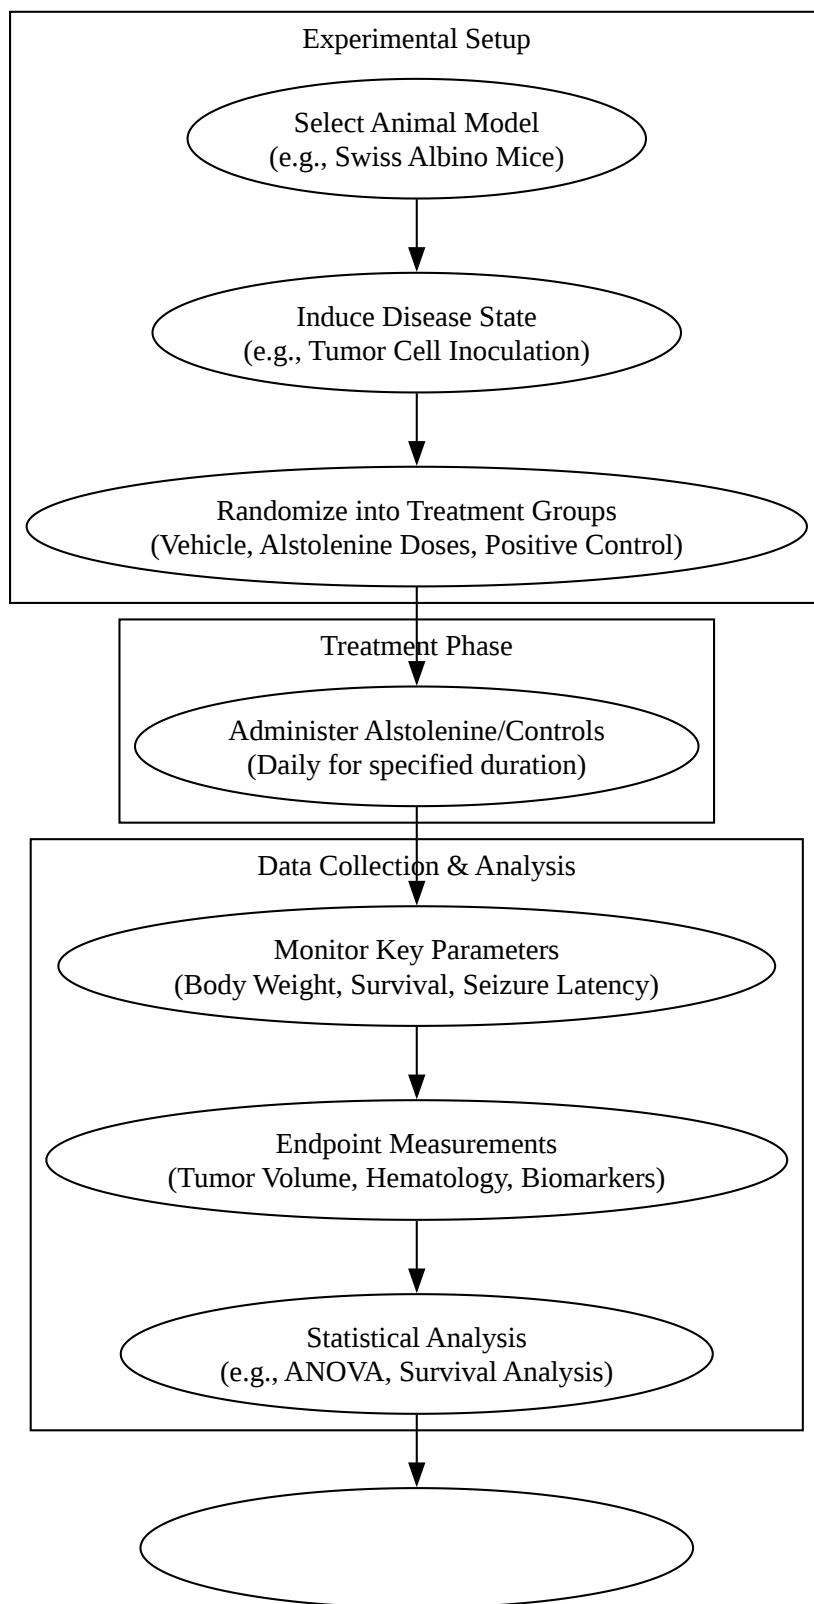 Experimental Setup
Select Animal Model
(e.g., Swiss Albino Mice)
Induce Disease State
(e.g., Tumor Cell Inoculation)
Randomize into Treatment Groups
(Vehicle, Alstolenine Doses, Positive Control)
Treatment Phase
Administer Alstolenine/Controls
(Daily for specified duration)
Data Collection & Analysis
Monitor Key Parameters
(Body Weight, Survival, Seizure Latency)
Endpoint Measurements
(Tumor Volume, Hematology, Biomarkers)
Statistical Analysis
(e.g., ANOVA, Survival Analysis)